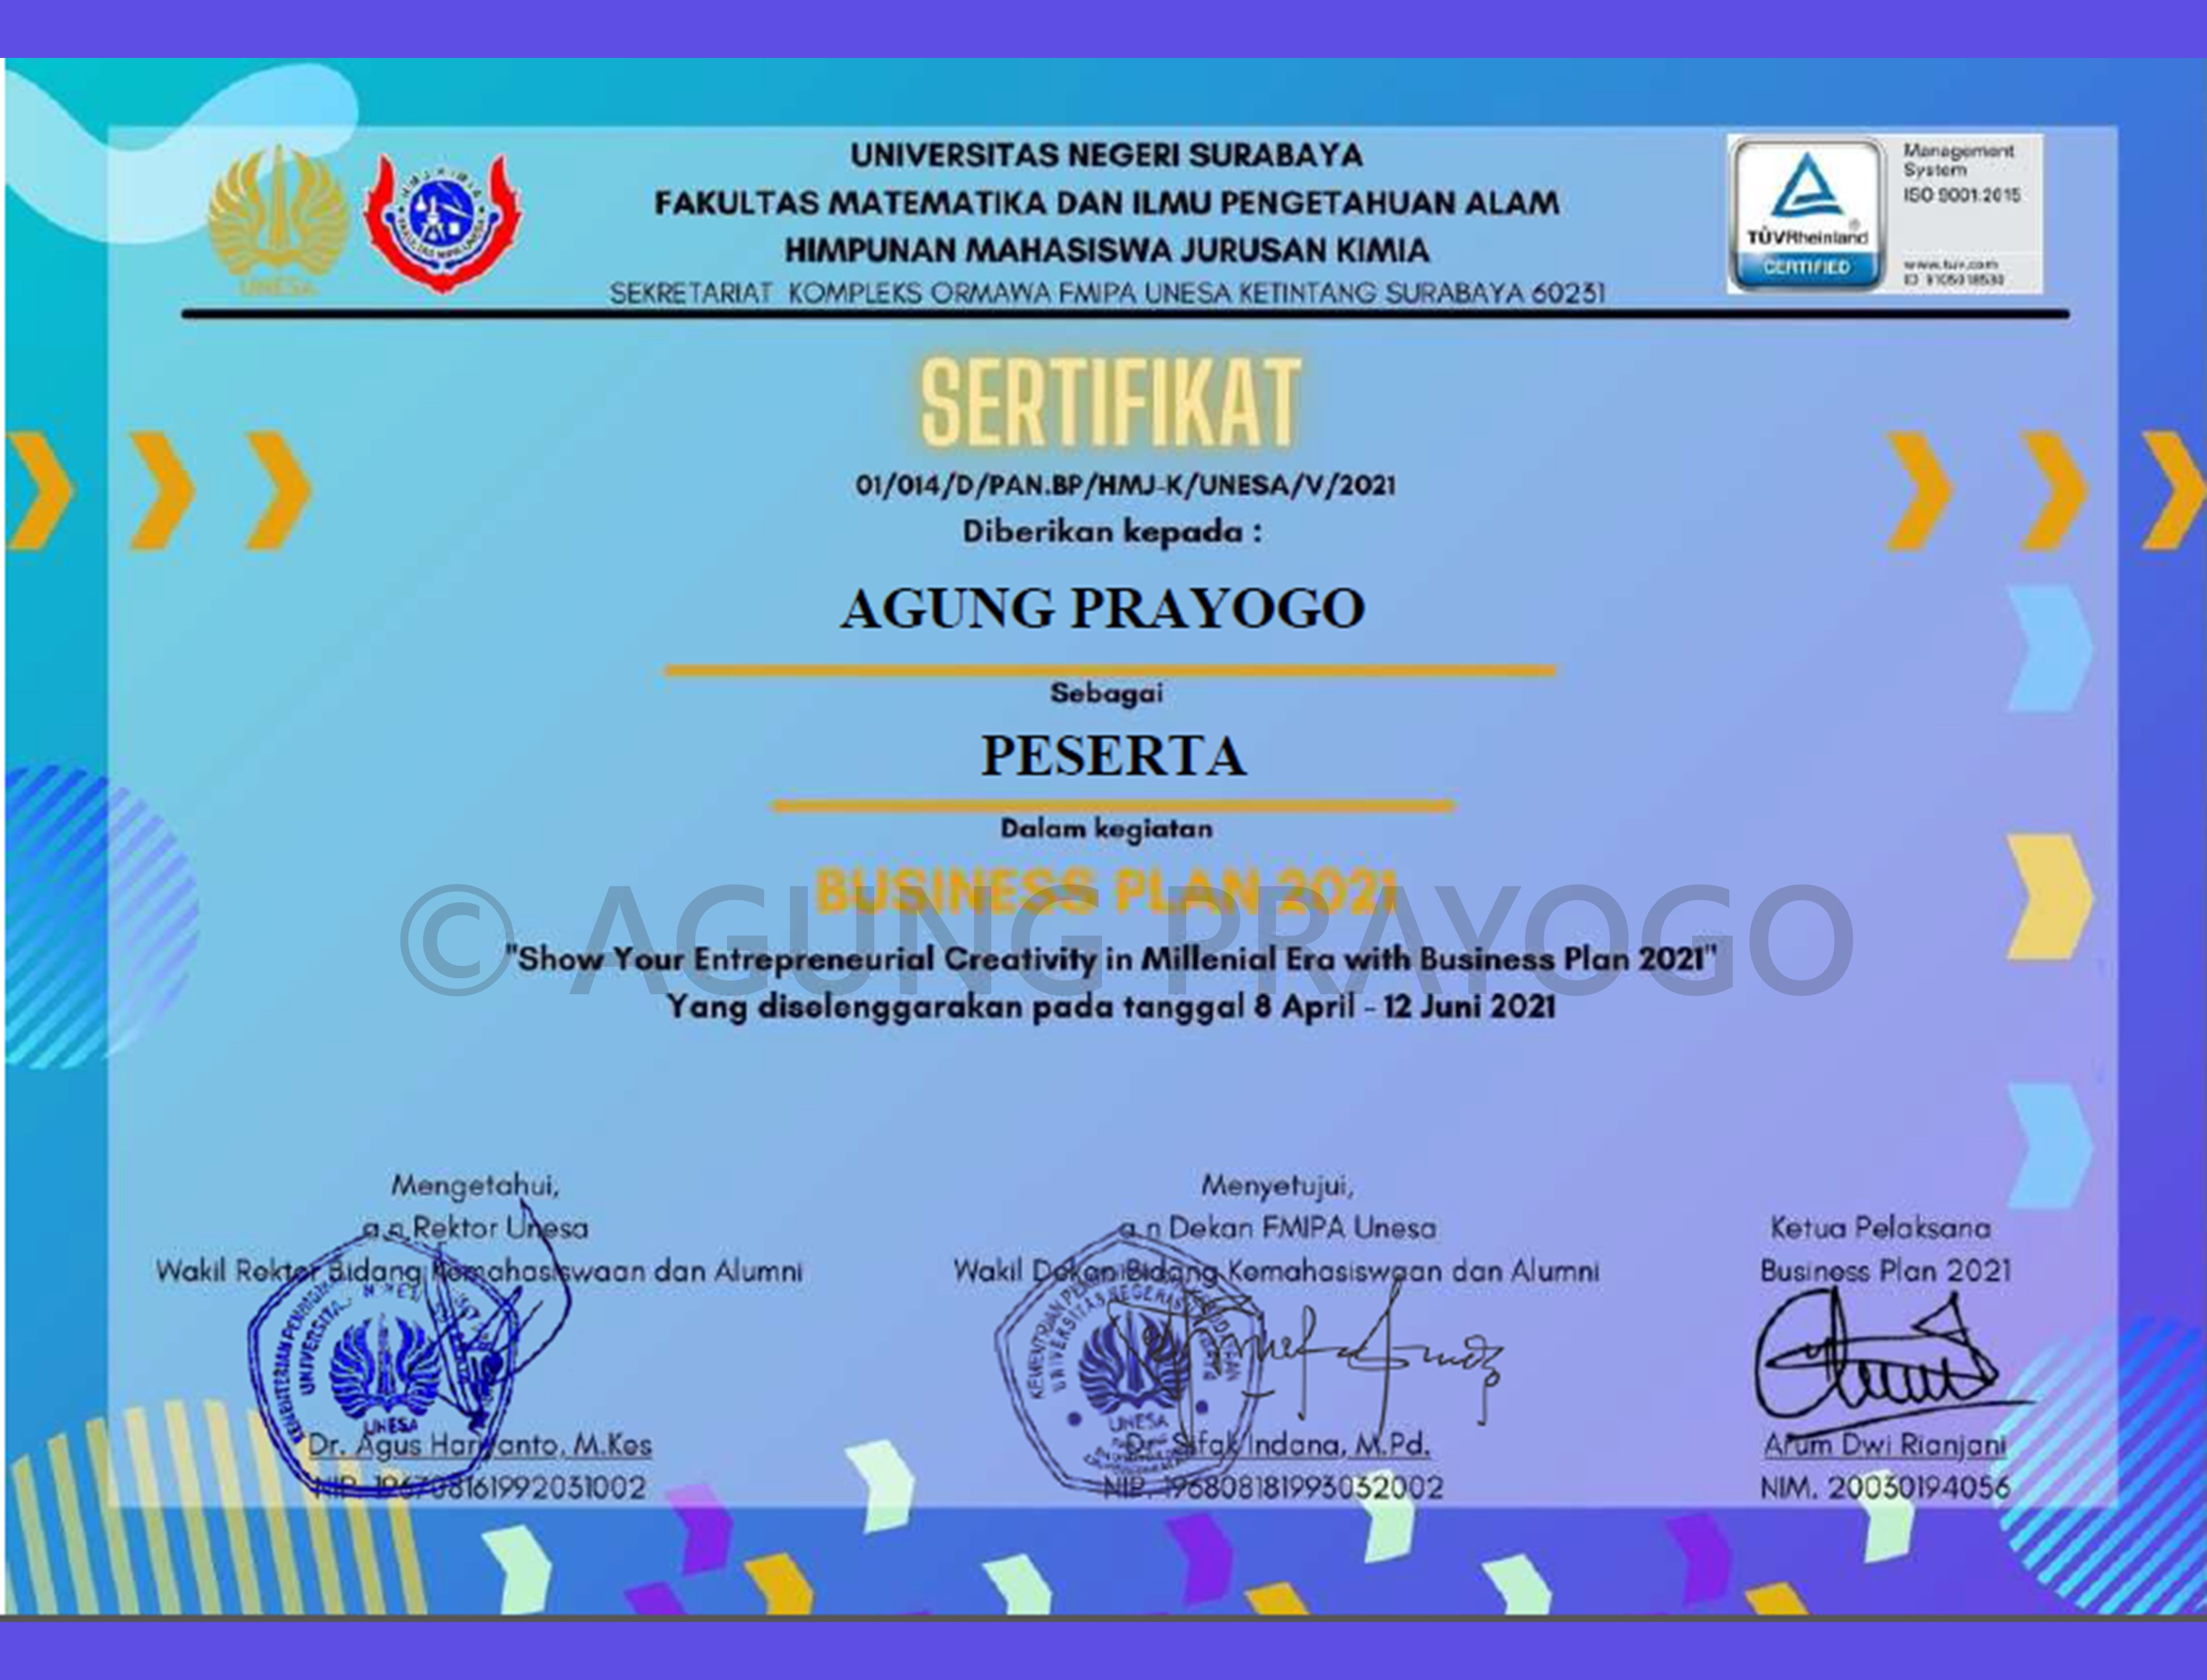 UNIVERSITAS NEGERI SURABAYA
FAKULTAS MATEMATIKA DAN ILMU PENGETAHUAN ALAM
HIMPUNAN MAHASISWA JURUSAN KIMIA
SEKRETARIAT KOMPLEKS ORMAWA FMIPA UNESA KETINTANG SURABAYA 60231
UNESA
TÜVRheinland
®
CERTIFIED
Management
System
ISO 9001:2015
www.tuv.com
SERTIFIKAT
01/014/D/PAN.BP/HMJ-K/UNESA/V/2021
Diberikan kepada :
AGUNG PRAYOGO
Sebagai
PESERTA
Dalam kegiatan
BUSINESS PLAN 2021
© AGUNG PRAYOGO
"Show Your Entrepreneurial Creativity in Millenial Era with Business Plan 2021"
Yang diselenggarakan pada tanggal 8 April - 12 Juni 2021
Mengetahui,
a.n Rektor Unesa
Wakil Rektor Bidang Kemahasiswaan dan Alumni
UNESA
Dr. Agus Hariyanto, M.Kes
NIP. 196708161992031002
Menyetujui,
a.n Dekan FMIPA Unesa
Wakil Dekan Bidang Kemahasiswaan dan Alumni
UNESA
Dr. Sifak Indana, M.Pd.
NIP. 196808181993032002
Ketua Pelaksana
Business Plan 2021
Arum Dwi Rianjani
NIM. 20030194056